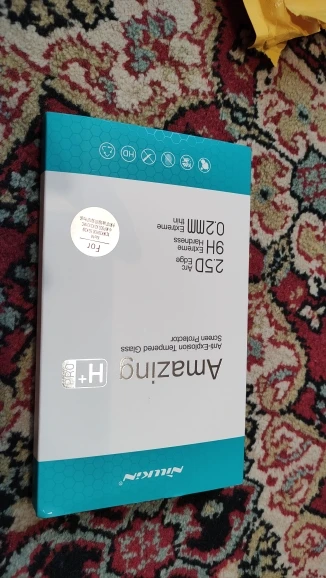 NILLKIN®
Amazing
H+
PRO
Anti-Explosion Tempered Glass
Screen Protector
2.5D Arc
Edge
9H Extreme
Hardness
0.2mm Extreme
thin
For
HD